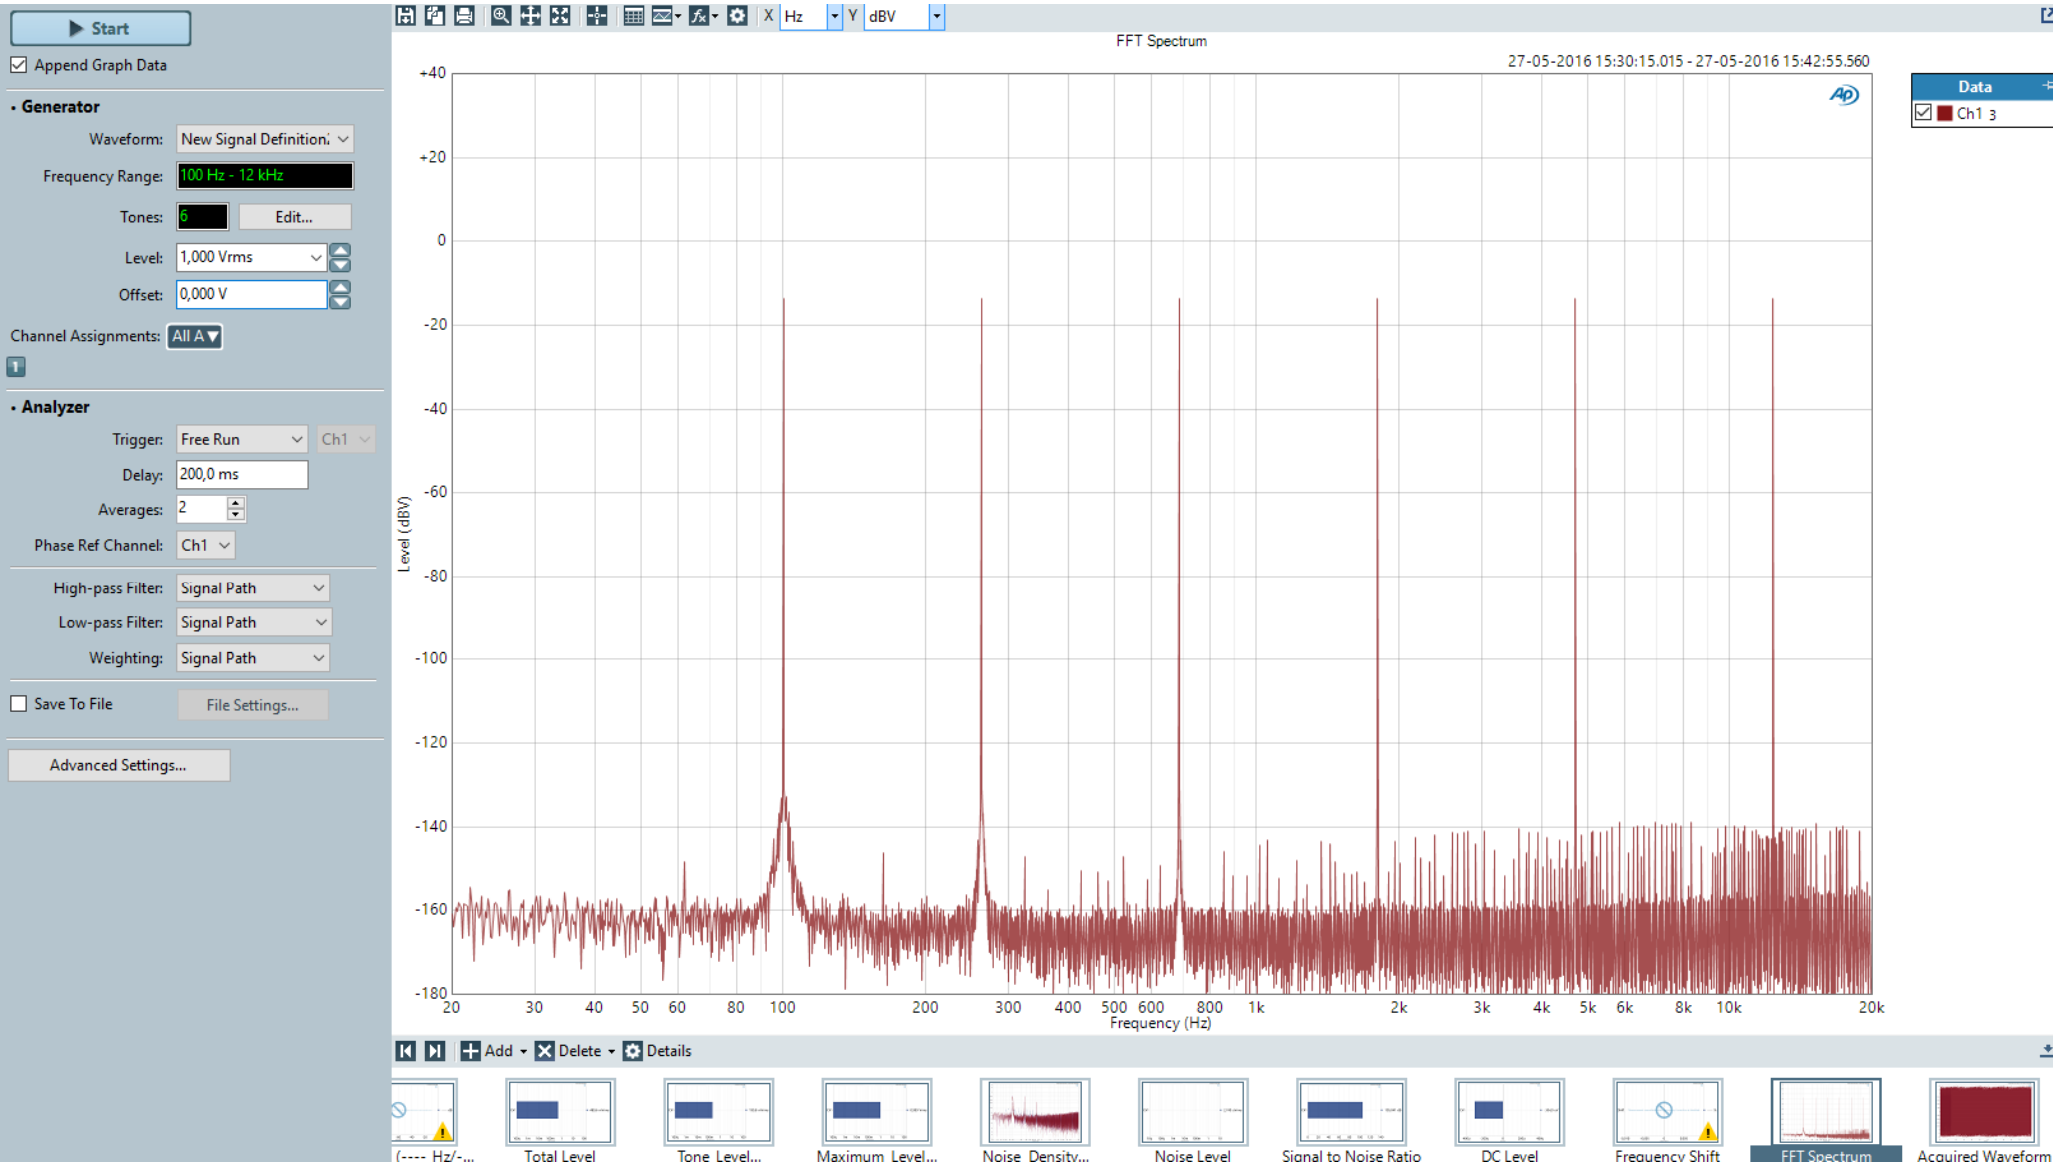 Start
X Hz Y dBV
Append Graph Data
Generator
Waveform: New Signal Definition
Frequency Range: 100 Hz - 12 kHz
Tones: 6 Edit...
Level: 1,000 Vrms
Offset: 0,000 V
Channel Assignments: All A
1
Analyzer
Trigger: Free Run Ch1
Delay: 200,0 ms
Averages: 2
Phase Ref Channel: Ch1
High-pass Filter: Signal Path
Low-pass Filter: Signal Path
Weighting: Signal Path
Save To File File Settings...
Advanced Settings...
FFT Spectrum
27-05-2016 15:30:15.015 - 27-05-2016 15:42:55.560
AP
Data
Ch1 3
+40
+20
0
-20
-40
-60
-80
-100
-120
-140
-160
-180
Level (dBV)
20 30 40 50 60 80 100 200 300 400 500 600 800 1k 2k 3k 4k 5k 6k 8k 10k 20k
Frequency (Hz)
Add Delete Details
(---- Hz/-... Total Level Tone Level... Maximum Level... Noise Density... Noise Level Signal to Noise Ratio DC Level Frequency Shift FFT Spectrum Acquired Waveform